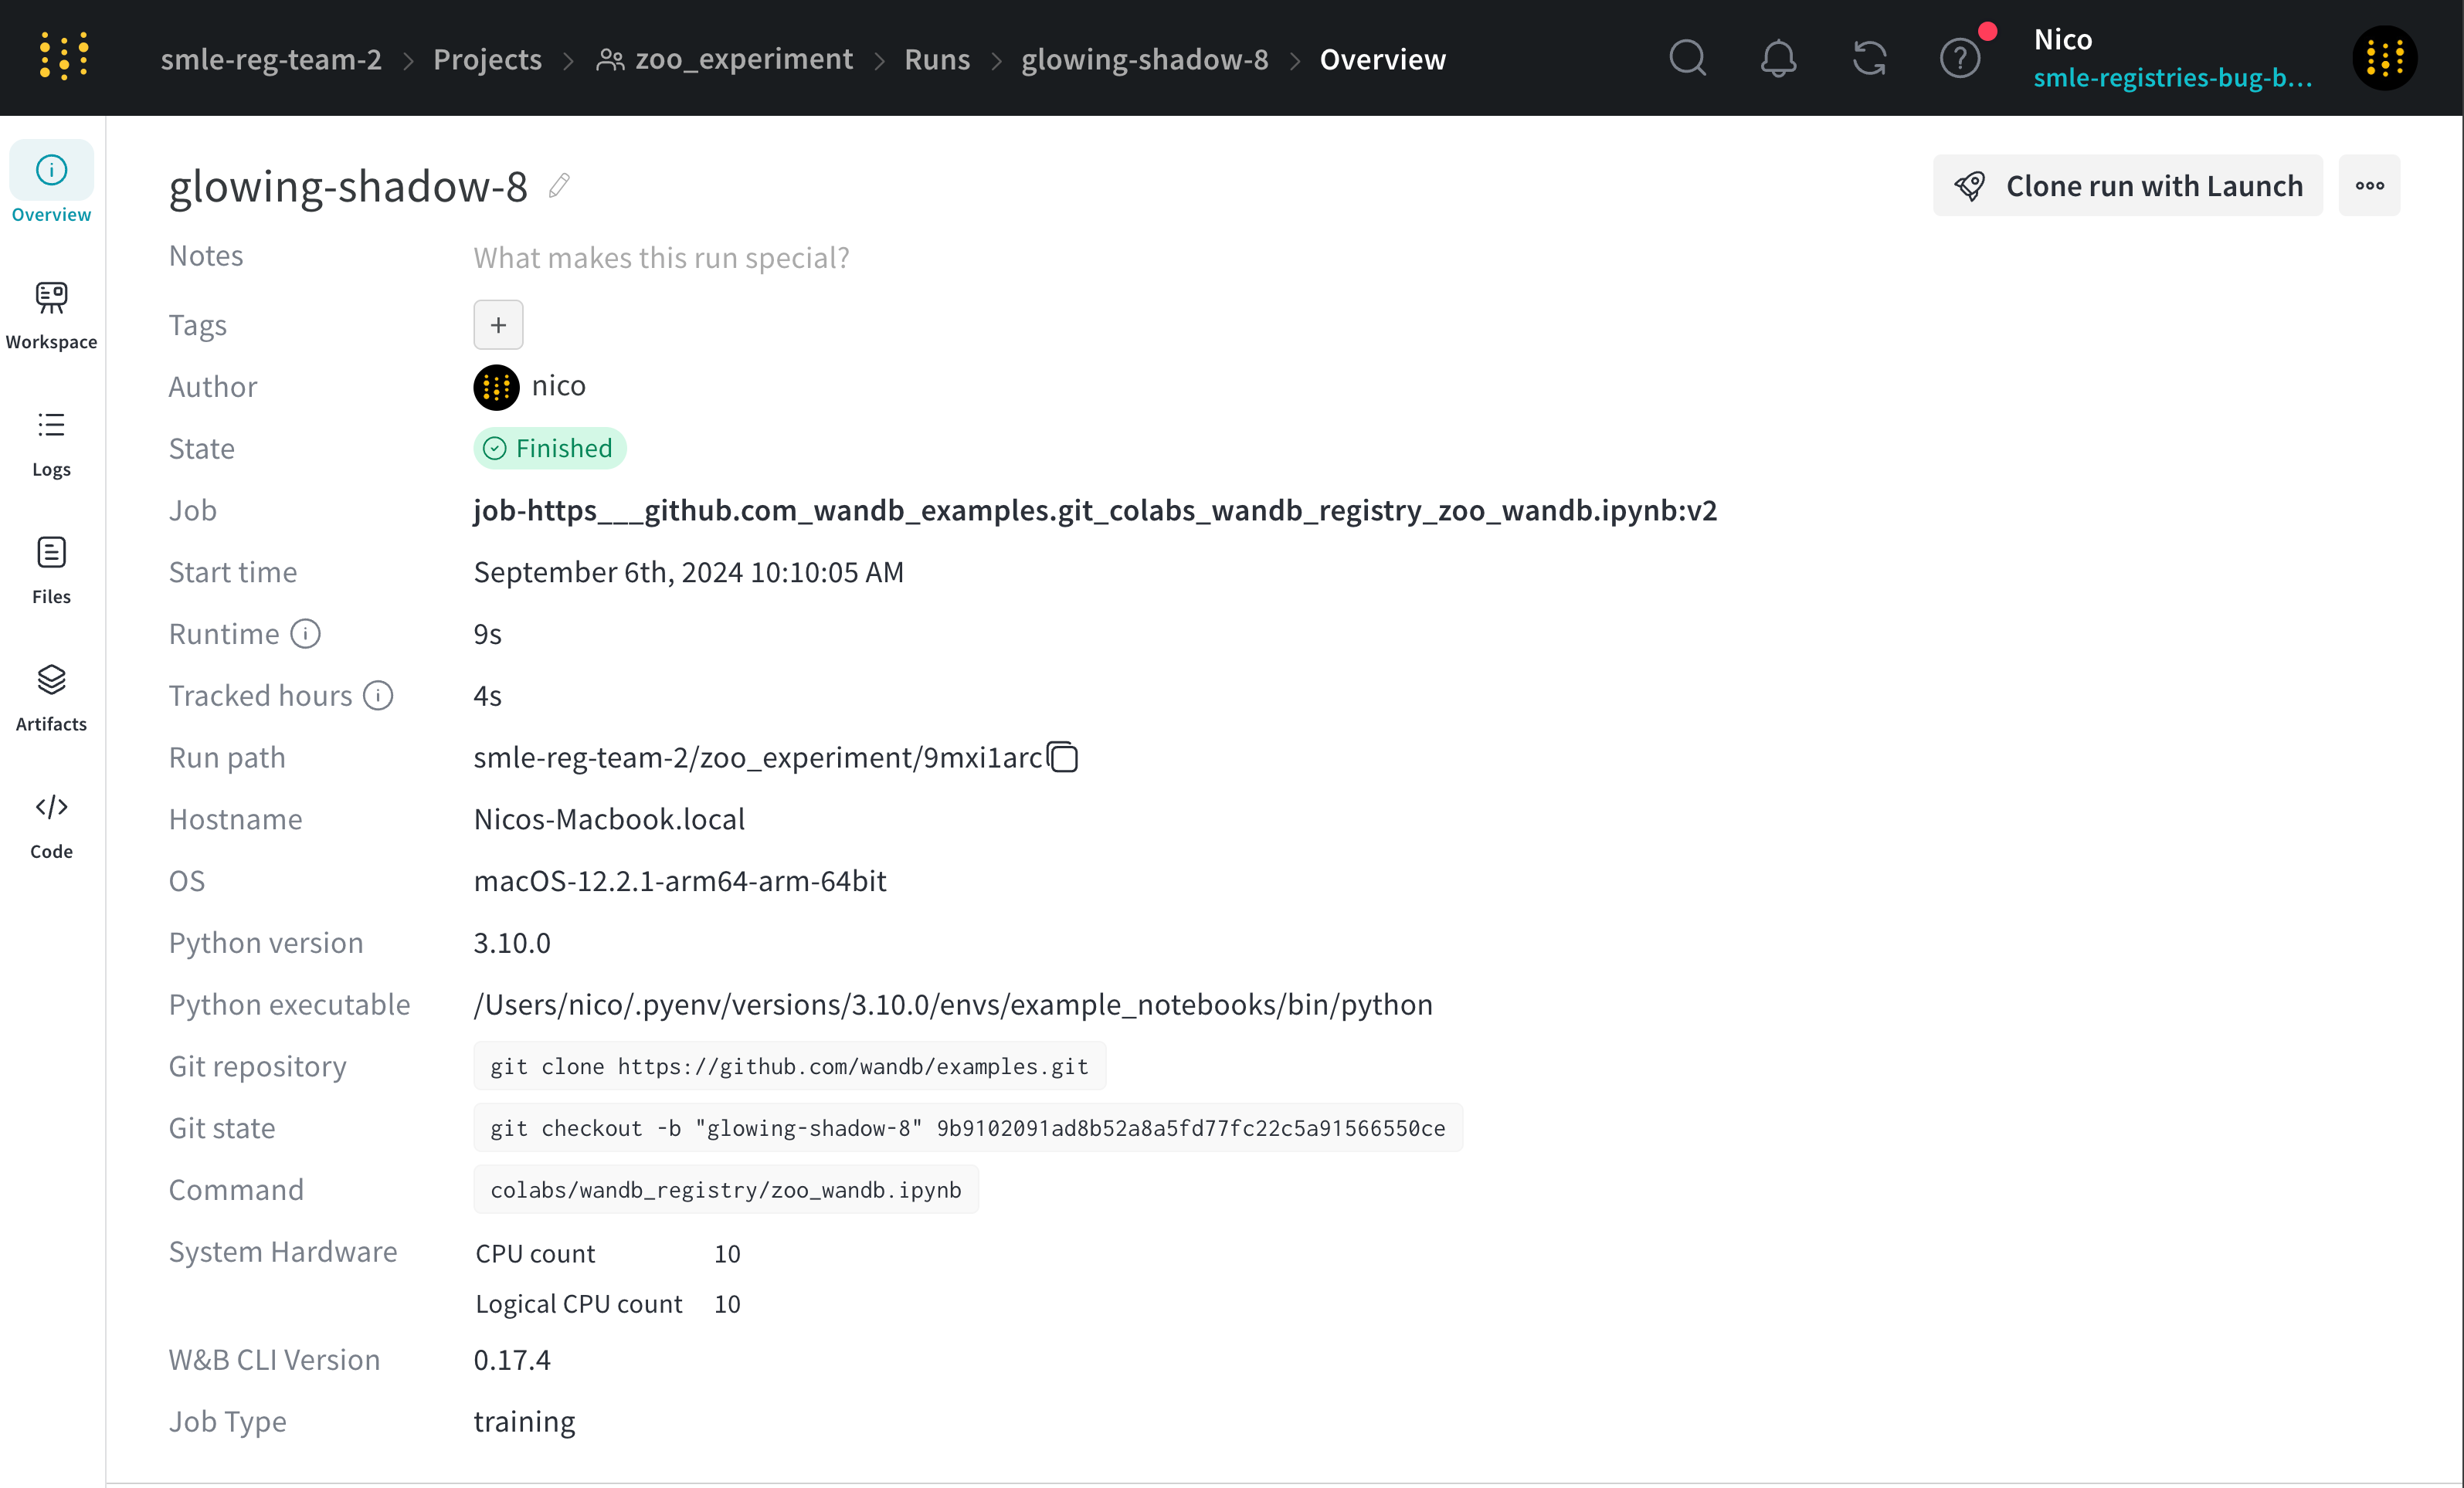 smle-reg-team-2 > Projects > zoo_experiment > Runs > glowing-shadow-8 > Overview
Nico
smle-registries-bug-b...
Overview
Workspace
Logs
Files
Artifacts
Code
glowing-shadow-8
Clone run with Launch
Notes What makes this run special?
Tags +
Author nico
State Finished
Job job-https___github.com_wandb_examples.git_colabs_wandb_registry_zoo_wandb.ipynb:v2
Start time September 6th, 2024 10:10:05 AM
Runtime 9s
Tracked hours 4s
Run path smle-reg-team-2/zoo_experiment/9mxi1arc
Hostname Nicos-Macbook.local
OS macOS-12.2.1-arm64-arm-64bit
Python version 3.10.0
Python executable /Users/nico/.pyenv/versions/3.10.0/envs/example_notebooks/bin/python
Git repository git clone https://github.com/wandb/examples.git
Git state git checkout -b "glowing-shadow-8" 9b9102091ad8b52a8a5fd77fc22c5a91566550ce
Command colabs/wandb_registry/zoo_wandb.ipynb
System Hardware CPU count 10
Logical CPU count 10
W&B CLI Version 0.17.4
Job Type training